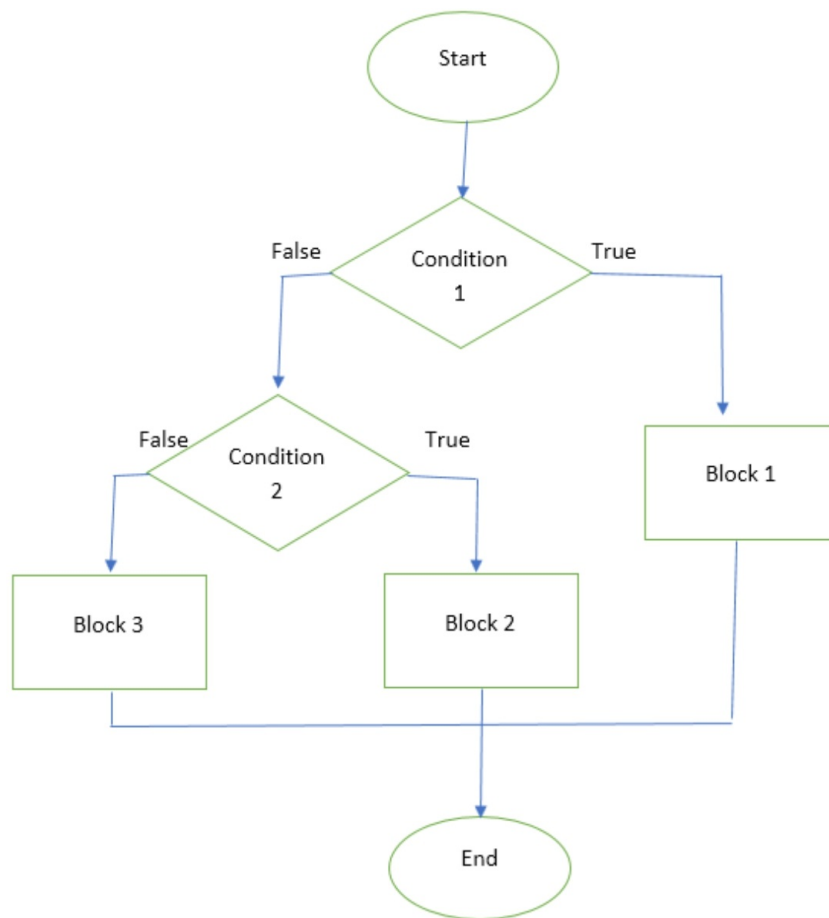 Start
False
True
Condition
1
False
True
Condition
2
Block 1
Block 3
Block 2
End